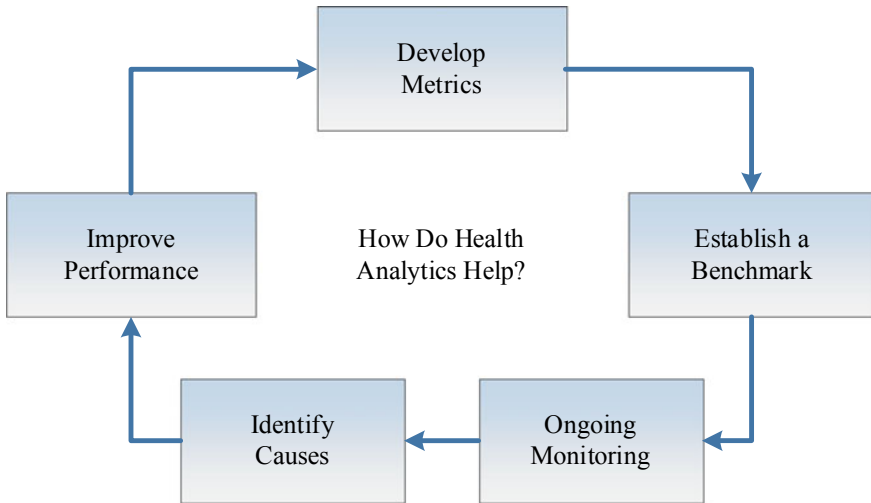 Develop
Metrics
Improve
Performance
How Do Health
Analytics Help?
Establish a
Benchmark
Identify
Causes
Ongoing
Monitoring